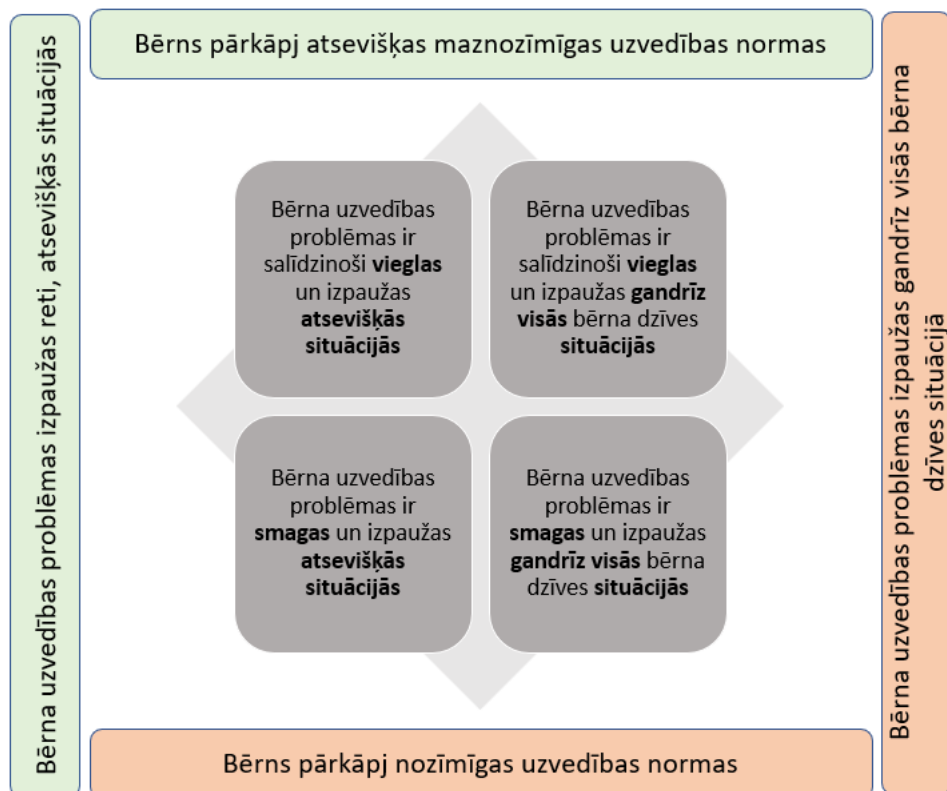 Bērns pārkāpj atsevišķas maznozīmīgas uzvedības normas
Bērna uzvedības problēmas izpaužas reti, atsevišķās situācijās
Bērna uzvedības
problēmas ir
salīdzinoši vieglas
un izpaužas
atsevišķās
situācijās
Bērna uzvedības
problēmas ir
salīdzinoši vieglas
un izpaužas gandrīz
visās bērna dzīves
situācijās
Bērna uzvedības
problēmas ir
smagas un izpaužas
atsevišķās
situācijās
Bērna uzvedības
problēmas ir
smagas un izpaužas
gandrīz visās bērna
dzīves situācijās
Bērna uzvedības problēmas izpaužas gandrīz visās bērna
dzīves situācijā
Bērns pārkāpj nozīmīgas uzvedības normas